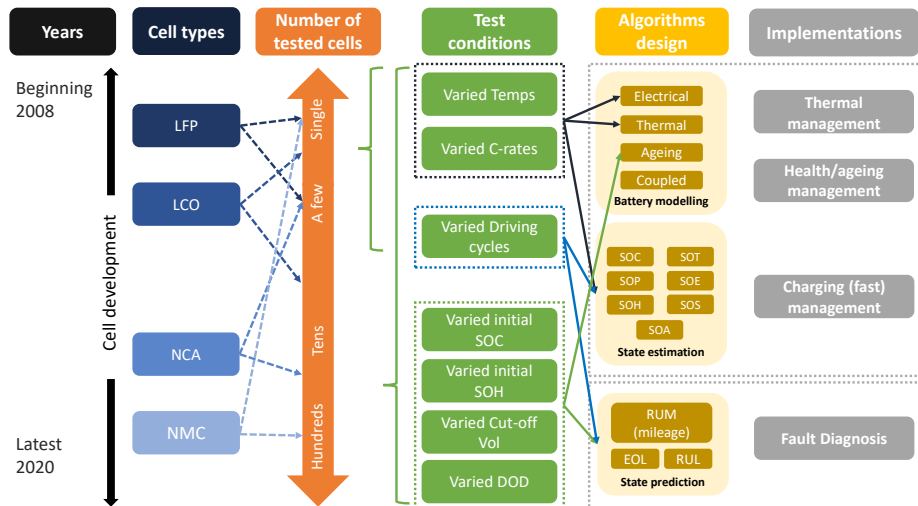 Years
Cell types
Number of
tested cells
Test
conditions
Algorithms
design
Implementations
Beginning
2008
Cell development
Latest
2020
LFP
LCO
NCA
NMC
Single
A few
Tens
Hundreds
Varied Temps
Varied C-rates
Varied Driving
cycles
Varied initial
SOC
Varied initial
SOH
Varied Cut-off
Vol
Varied DOD
Electrical
Thermal
Ageing
Coupled
Battery modelling
SOC SOT
SOP SOE
SOH SOS
SOA
State estimation
RUM
(mileage)
EOL RUL
State prediction
Thermal
management
Health/ageing
management
Charging (fast)
management
Fault Diagnosis